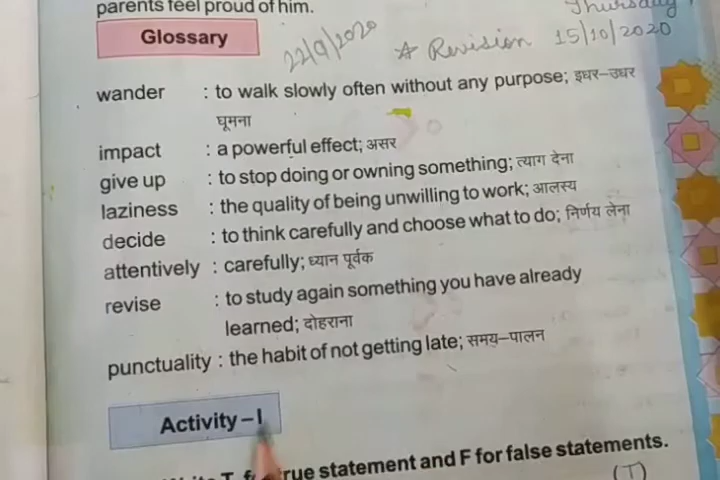 parents feel proud of him.
Thursday
Glossary
22/9/2020
☆ Revision 15/10/2020
wander : to walk slowly often without any purpose; इधर–उधर
घूमना
impact : a powerful effect; असर
give up : to stop doing or owning something; त्याग देना
laziness : the quality of being unwilling to work; आलस्य
decide : to think carefully and choose what to do; निर्णय लेना
attentively : carefully; ध्यान पूर्वक
revise : to study again something you have already
learned; दोहराना
punctuality : the habit of not getting late; समय–पालन
Activity – I
Write T for true statement and F for false statements.
(T)